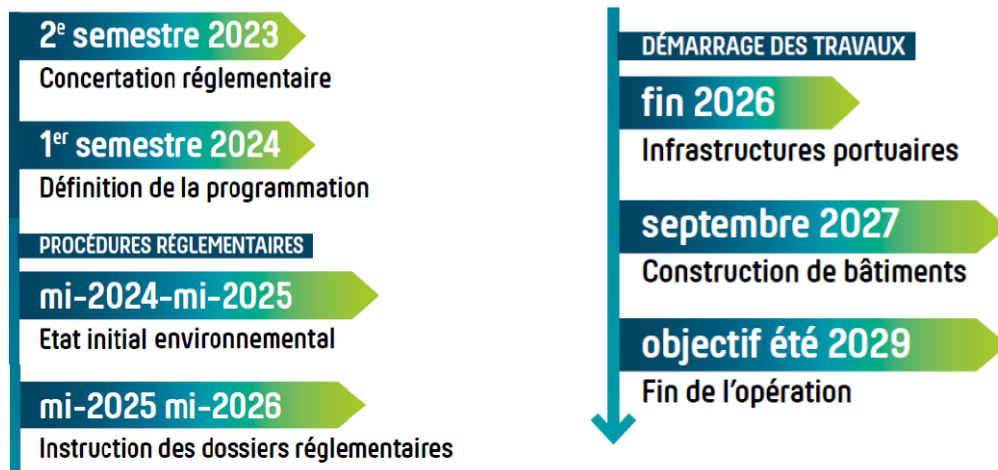 2e semestre 2023
Concertation réglementaire
1er semestre 2024
Définition de la programmation
PROCÉDURES RÉGLEMENTAIRES
mi-2024-mi-2025
Etat initial environnemental
mi-2025 mi-2026
Instruction des dossiers réglementaires
DÉMARRAGE DES TRAVAUX
fin 2026
Infrastructures portuaires
septembre 2027
Construction de bâtiments
objectif été 2029
Fin de l'opération